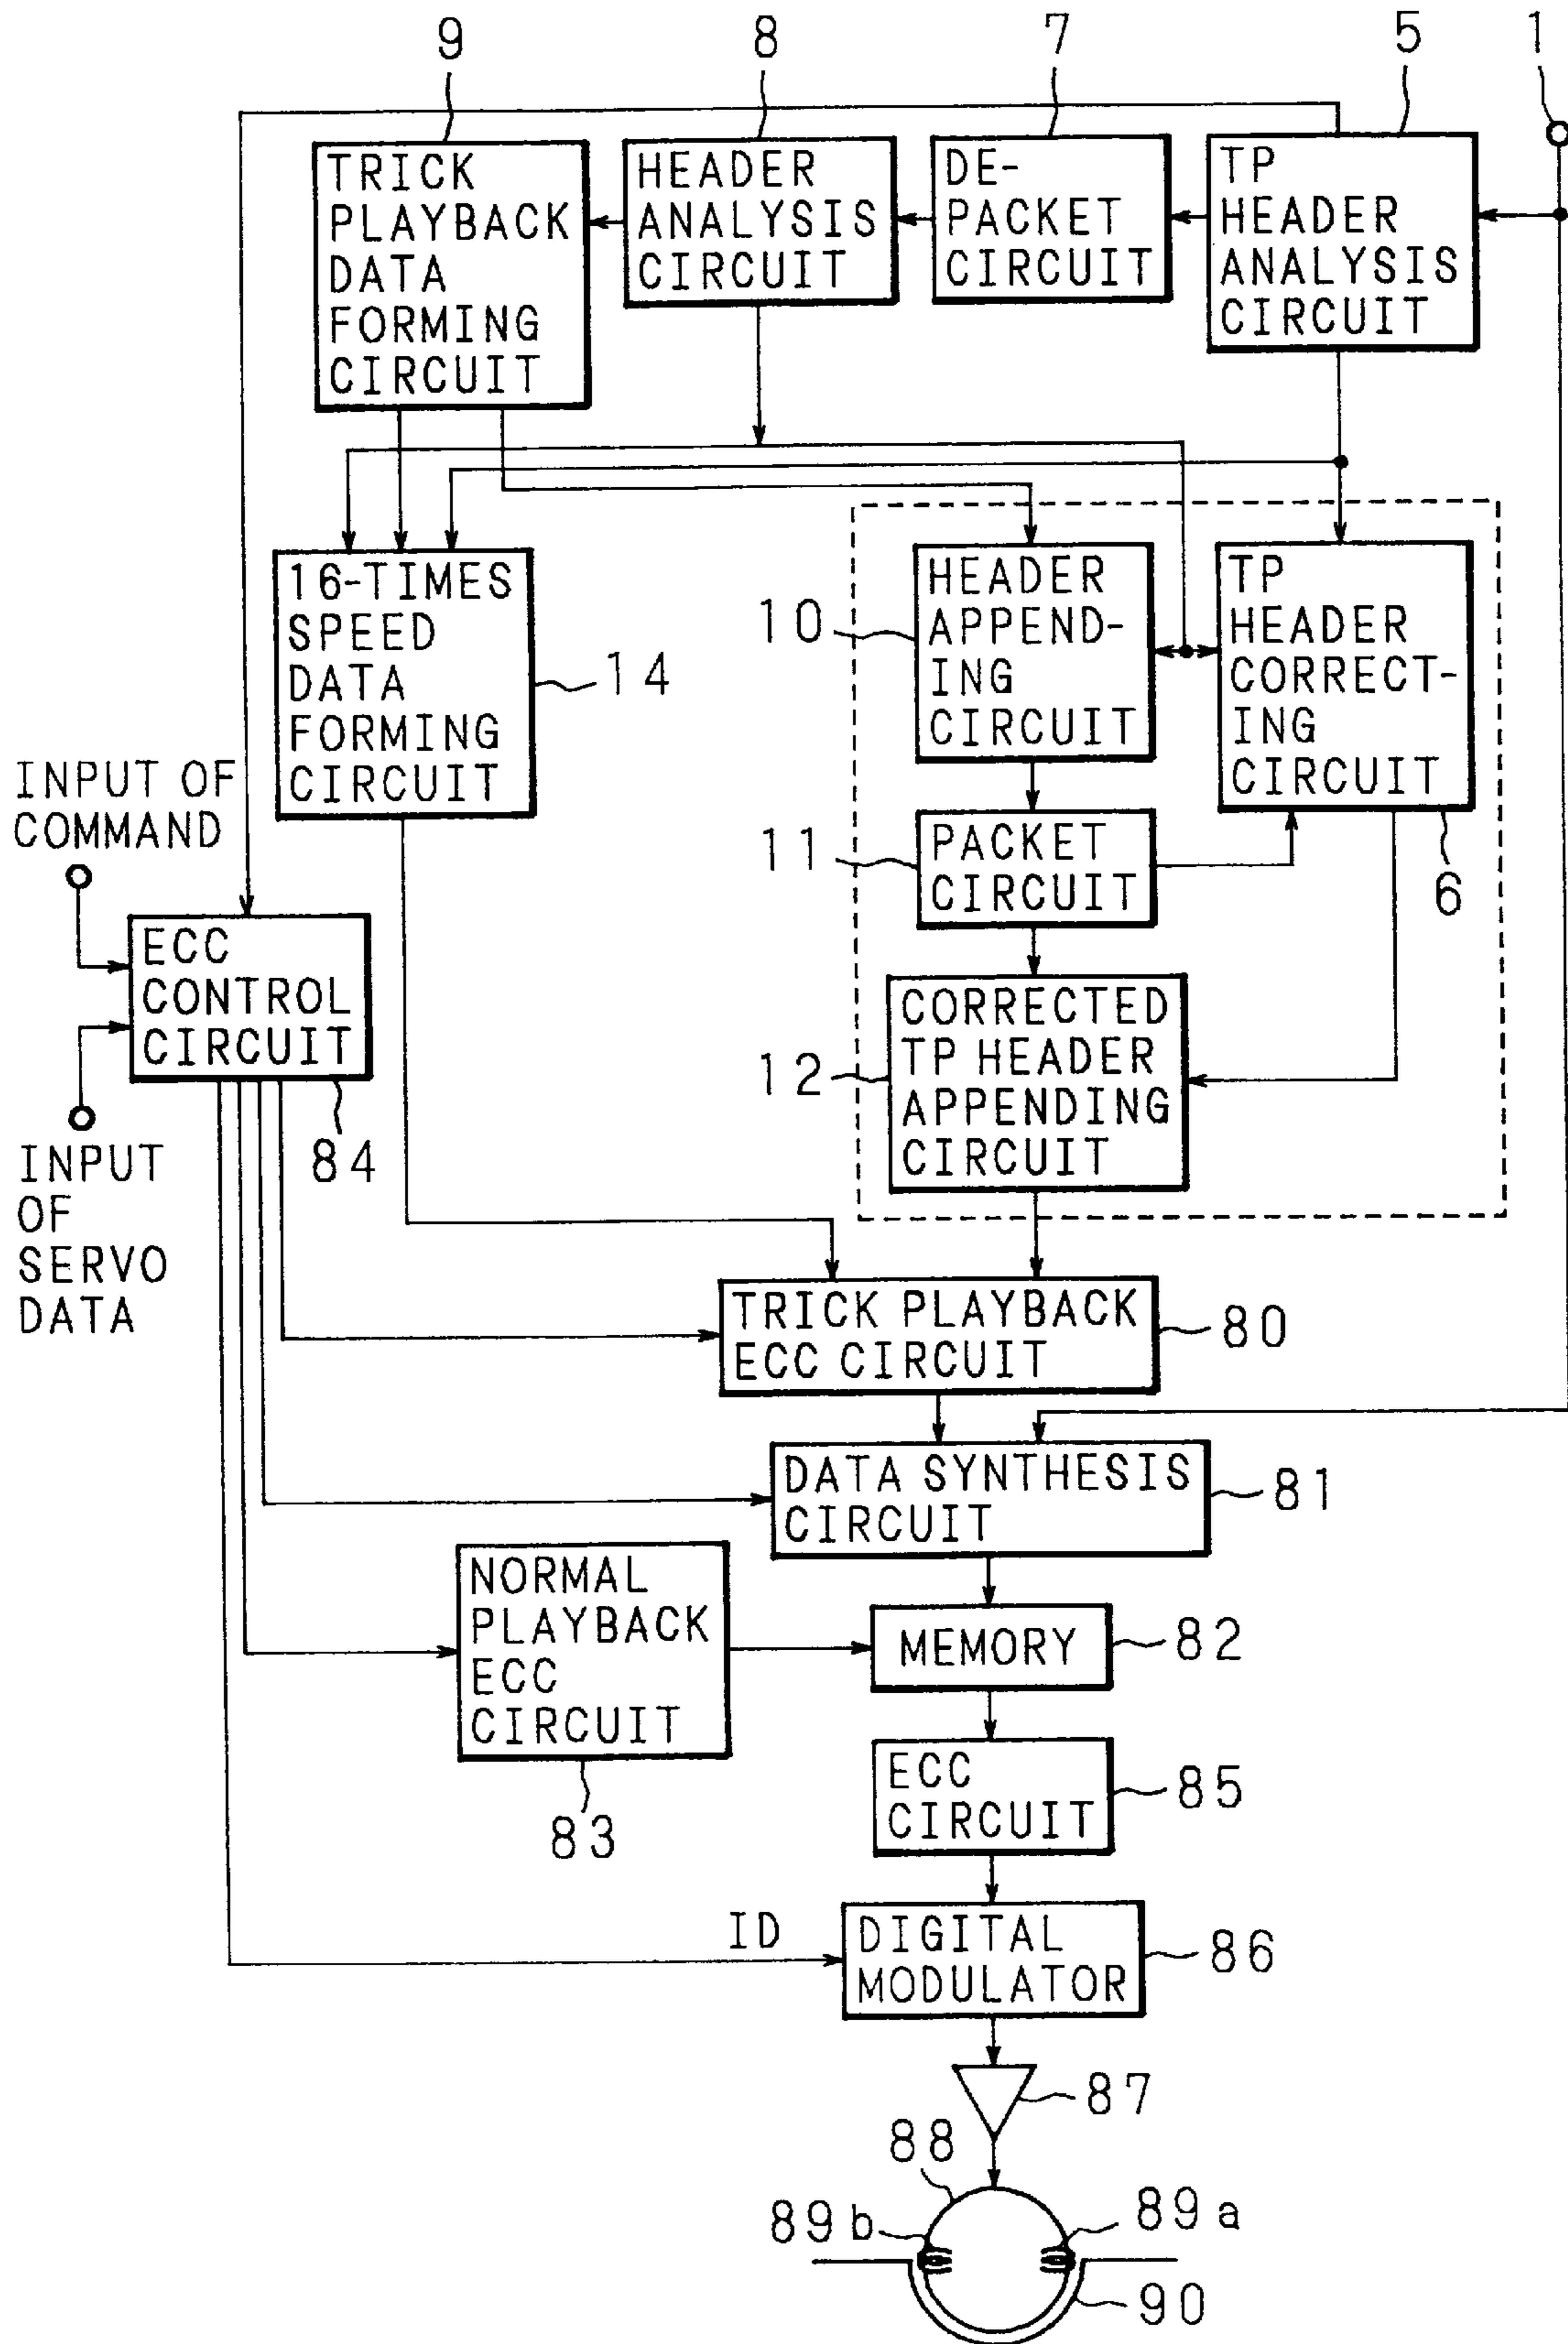 9
8
7
5
1
TRICK
PLAYBACK
DATA
FORMING
CIRCUIT
HEADER
ANALYSIS
CIRCUIT
DE-
PACKET
CIRCUIT
TP
HEADER
ANALYSIS
CIRCUIT
16-TIMES
SPEED
DATA
FORMING
CIRCUIT
14
10
HEADER
APPEND-
ING
CIRCUIT
TP
HEADER
CORRECT-
ING
CIRCUIT
6
INPUT OF
COMMAND
11
PACKET
CIRCUIT
ECC
CONTROL
CIRCUIT
84
12
CORRECTED
TP HEADER
APPENDING
CIRCUIT
INPUT
OF
SERVO
DATA
TRICK PLAYBACK
ECC CIRCUIT
80
DATA SYNTHESIS
CIRCUIT
81
NORMAL
PLAYBACK
ECC
CIRCUIT
83
MEMORY
82
ECC
CIRCUIT
85
ID
DIGITAL
MODULATOR
86
87
88
89b
89a
90